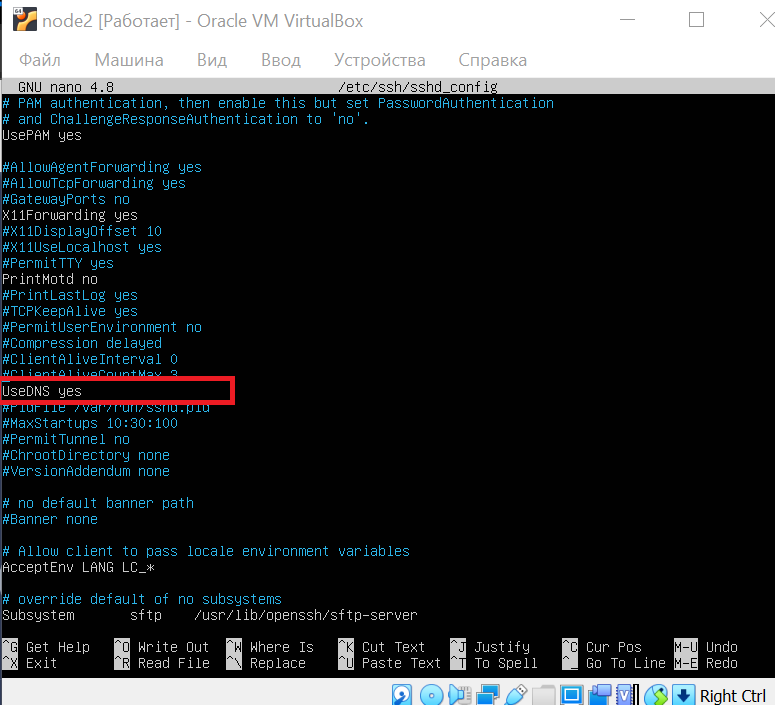 node2 [Работает] - Oracle VM VirtualBox
Файл Машина Вид Ввод Устройства Справка
GNU nano 4.8 /etc/ssh/sshd_config
# PAM authentication, then enable this but set PasswordAuthentication
# and ChallengeResponseAuthentication to 'no'.
UsePAM yes
#AllowAgentForwarding yes
#AllowTcpForwarding yes
#GatewayPorts no
X11Forwarding yes
#X11DisplayOffset 10
#X11UseLocalhost yes
#PermitTTY yes
PrintMotd no
#PrintLastLog yes
#TCPKeepAlive yes
#PermitUserEnvironment no
#Compression delayed
#ClientAliveInterval 0
#ClientAliveCountMax 3
UseDNS yes
#PidFile /var/run/sshd.pid
#MaxStartups 10:30:100
#PermitTunnel no
#ChrootDirectory none
#VersionAddendum none
# no default banner path
#Banner none
# Allow client to pass locale environment variables
AcceptEnv LANG LC_*
# override default of no subsystems
Subsystem sftp /usr/lib/openssh/sftp-server
^G Get Help ^O Write Out ^W Where Is ^K Cut Text ^J Justify ^C Cur Pos M-U Undo
^X Exit ^R Read File ^\ Replace ^U Paste Text ^T To Spell ^_ Go To Line M-E Redo
Right Ctrl